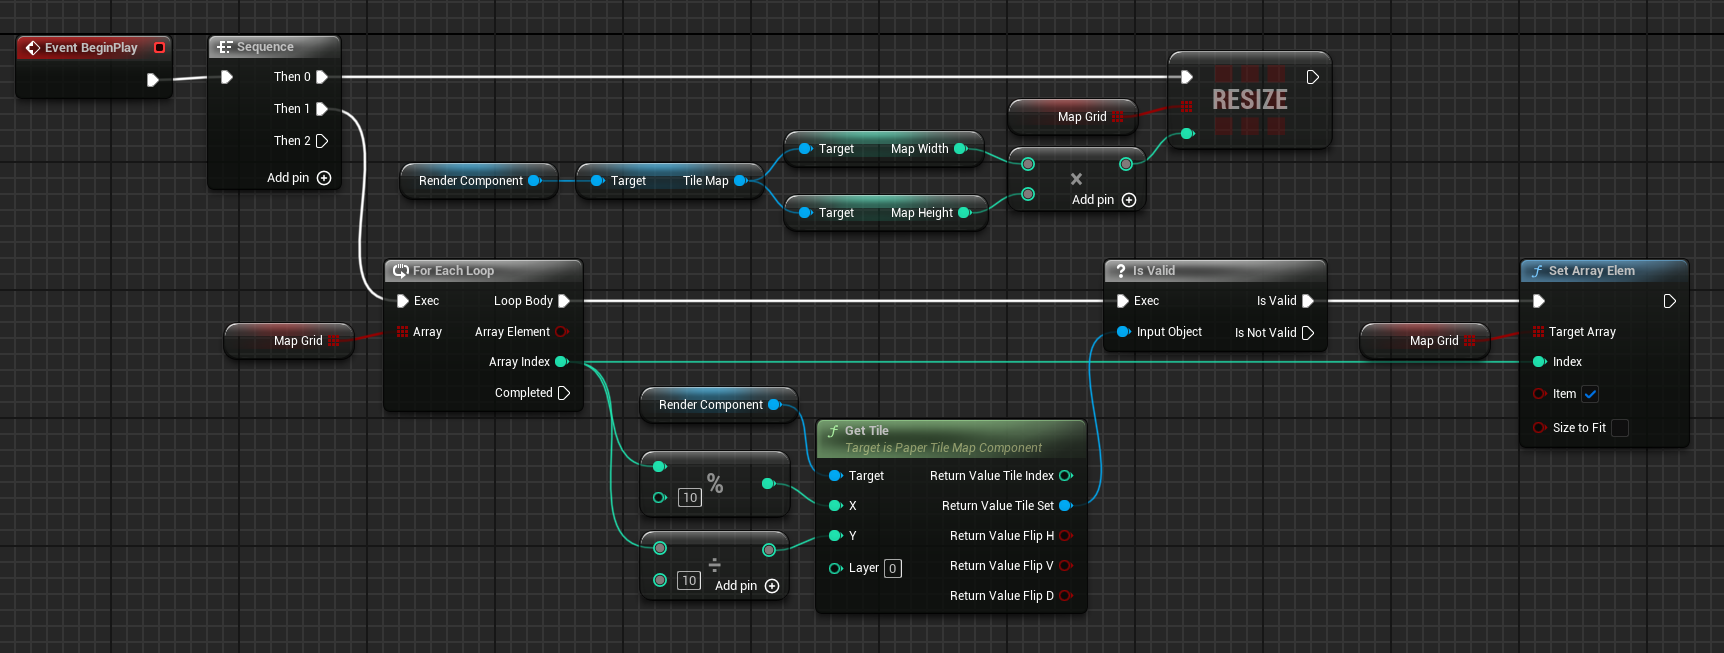 Event BeginPlay
Sequence
Then 0
Then 1
Then 2
Add pin
RESIZE
Map Grid
Target Map Width
Render Component
Target Tile Map
Target Map Height
×
Add pin
For Each Loop
Exec Loop Body
Array Array Element
Array Index
Completed
Map Grid
? Is Valid
Exec Is Valid
Input Object Is Not Valid
Map Grid
f Set Array Elem
Target Array
Index
Item
Size to Fit
Render Component
%
10
÷
10
Add pin
f Get Tile
Target is Paper Tile Map Component
Target Return Value Tile Index
X Return Value Tile Set
Y Return Value Flip H
Layer 0 Return Value Flip V
Return Value Flip D